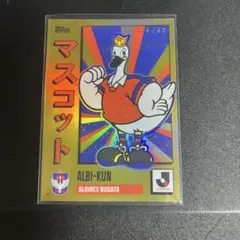 Topps
マスコット
ALBI-KUN
ALBIREX NIIGATA